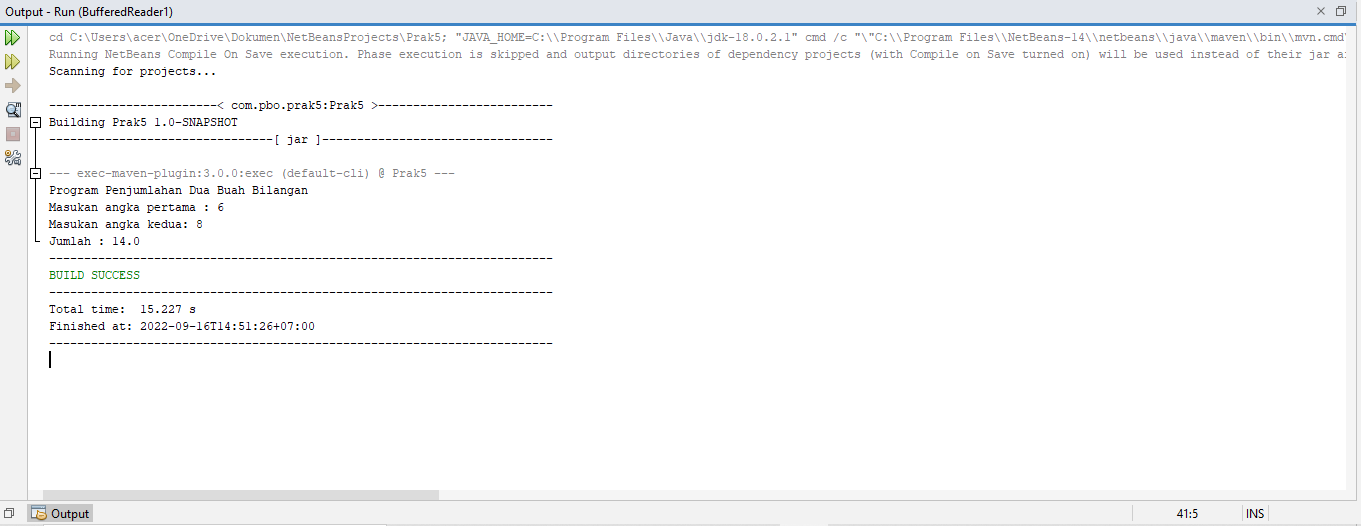 Output - Run (BufferedReader1)
cd C:\Users\acer\OneDrive\Dokumen\NetBeansProjects\Prak5; "JAVA_HOME=C:\\Program Files\\Java\\jdk-18.0.2.1" cmd /c "\"C:\\Program Files\\NetBeans-14\\netbeans\\java\\maven\\bin\\mvn.cmd\
Running NetBeans Compile On Save execution. Phase execution is skipped and output directories of dependency projects (with Compile on Save turned on) will be used instead of their jar a
Scanning for projects...
------------------------< com.pbo.prak5:Prak5 >-------------------------
Building Prak5 1.0-SNAPSHOT
--------------------------------[ jar ]---------------------------------
--- exec-maven-plugin:3.0.0:exec (default-cli) @ Prak5 ---
Program Penjumlahan Dua Buah Bilangan
Masukan angka pertama : 6
Masukan angka kedua: 8
Jumlah : 14.0
------------------------------------------------------------------------
BUILD SUCCESS
------------------------------------------------------------------------
Total time:  15.227 s
Finished at: 2022-09-16T14:51:26+07:00
------------------------------------------------------------------------
Output
41:5
INS